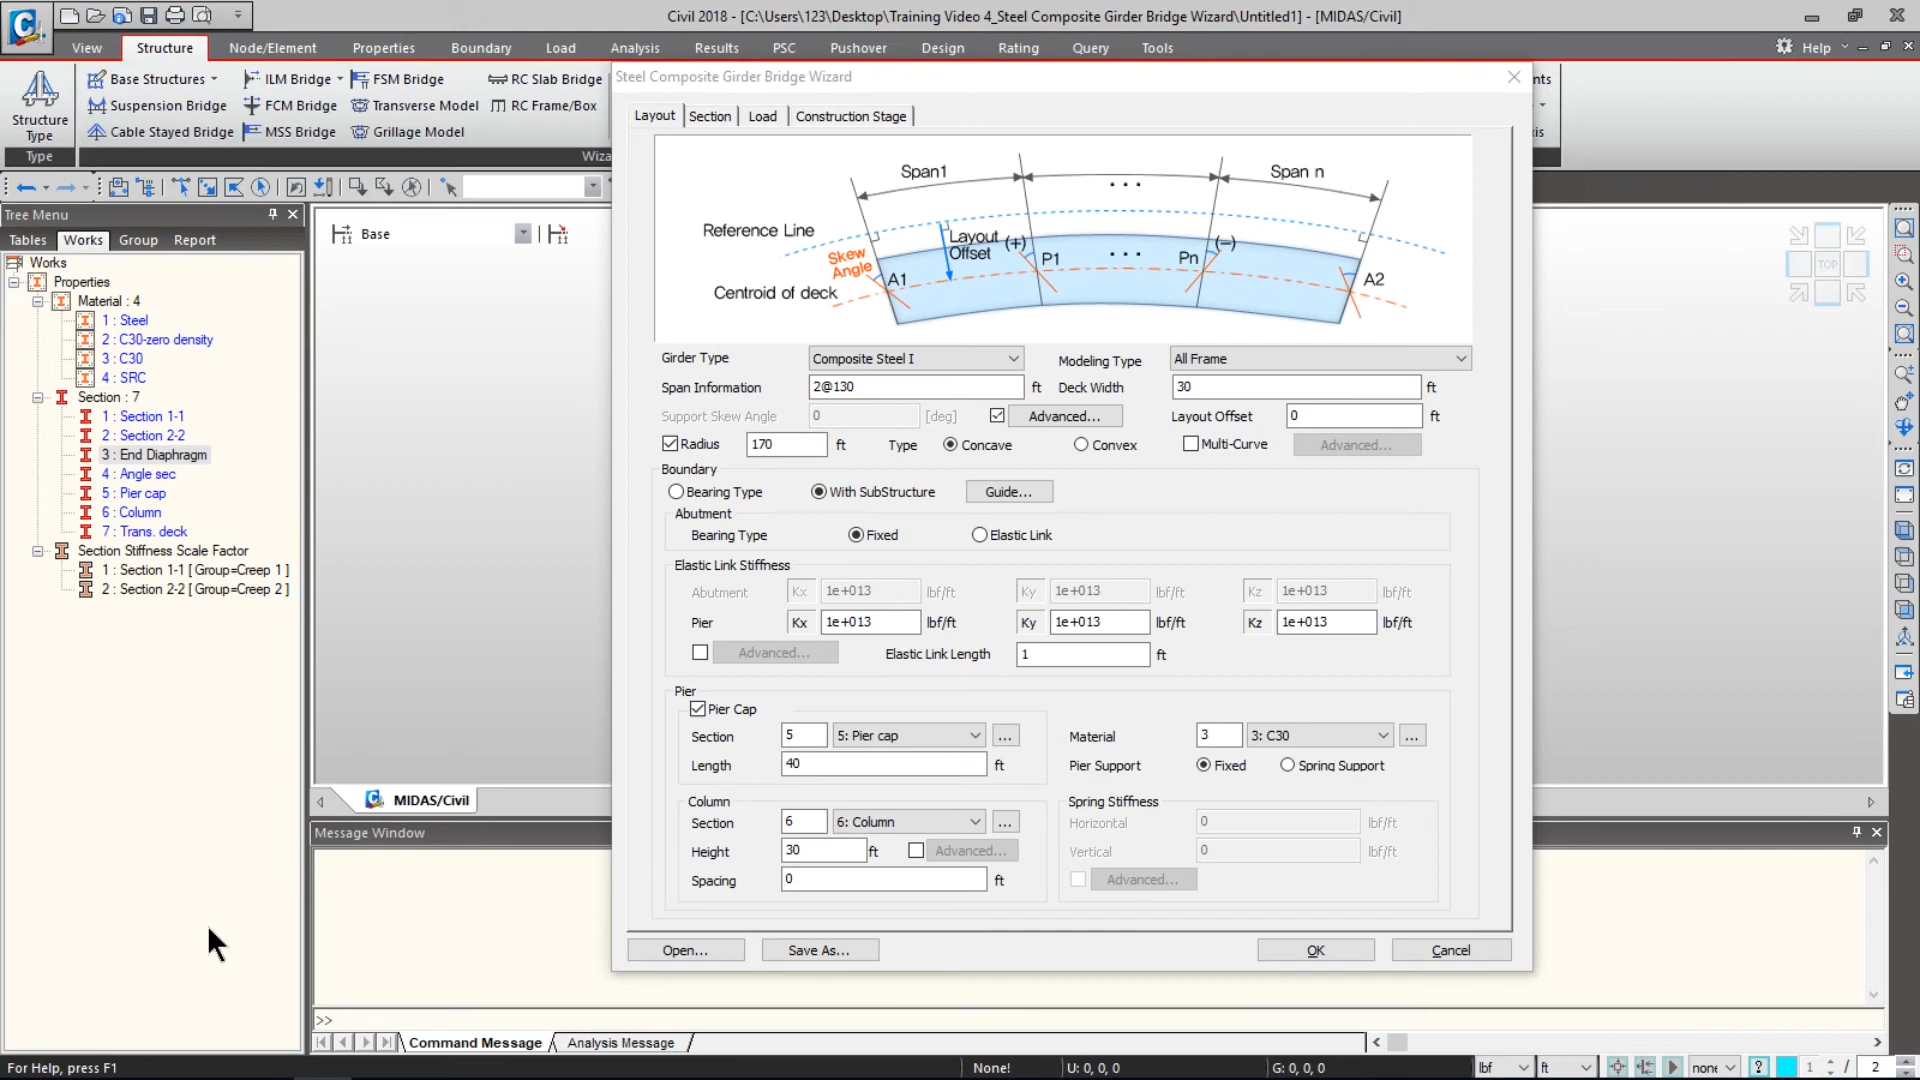 Civil 2018 - [C:\Users\123\Desktop\Training Video 4_Steel Composite Girder Bridge Wizard\Untitled1] - [MIDAS/Civil]
View Structure Node/Element Properties Boundary Load Analysis Results PSC Pushover Design Rating Query Tools Help
Base Structures ILM Bridge FSM Bridge RC Slab Bridge
Suspension Bridge FCM Bridge Transverse Model RC Frame/Box
Cable Stayed Bridge MSS Bridge Grillage Model
Structure
Type
Type
Wiza
nts
is
Steel Composite Girder Bridge Wizard
Layout Section Load Construction Stage
Tree Menu
Tables Works Group Report
Works
Properties
Material : 4
1 : Steel
2 : C30-zero density
3 : C30
4 : SRC
Section : 7
1 : Section 1-1
2 : Section 2-2
3 : End Diaphragm
4 : Angle sec
5 : Pier cap
6 : Column
7 : Trans. deck
Section Stiffness Scale Factor
1 : Section 1-1 [ Group=Creep 1 ]
2 : Section 2-2 [ Group=Creep 2 ]
Base
TOP
Span1 ... Span n
Reference Line
Layout
Offset
(+) (–)
Skew
Angle
A1 P1 ... Pn A2
Centroid of deck
Girder Type Composite Steel I Modeling Type All Frame
Span Information 2@130 ft Deck Width 30 ft
Support Skew Angle 0 [deg] Advanced... Layout Offset 0 ft
Radius 170 ft Type Concave Convex Multi-Curve Advanced...
Boundary
Bearing Type With SubStructure Guide...
Abutment
Bearing Type Fixed Elastic Link
Elastic Link Stiffness
Abutment Kx 1e+013 lbf/ft Ky 1e+013 lbf/ft Kz 1e+013 lbf/ft
Pier Kx 1e+013 lbf/ft Ky 1e+013 lbf/ft Kz 1e+013 lbf/ft
Advanced... Elastic Link Length 1 ft
Pier
Pier Cap
Section 5 5: Pier cap ... Material 3 3: C30 ...
Length 40 ft Pier Support Fixed Spring Support
Column Spring Stiffness
Section 6 6: Column ... Horizontal 0 lbf/ft
Height 30 ft Advanced... Vertical 0 lbf/ft
Spacing 0 ft Advanced...
Open... Save As... OK Cancel
MIDAS/Civil
Message Window
>>
Command Message Analysis Message
For Help, press F1 None! U: 0, 0, 0 G: 0, 0, 0 lbf ft none ? 1 / 2